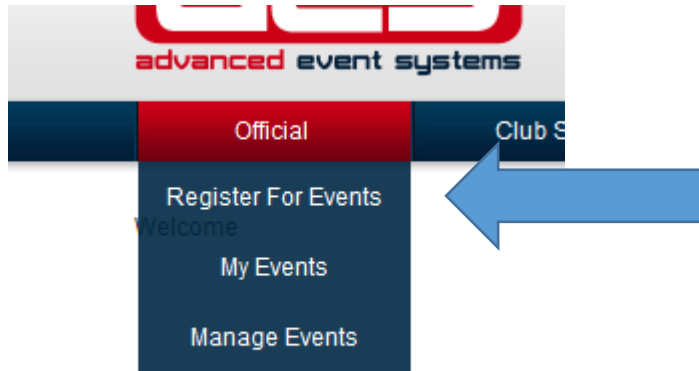 advanced event systems
Official
Club S
Register For Events
Welcome
My Events
Manage Events